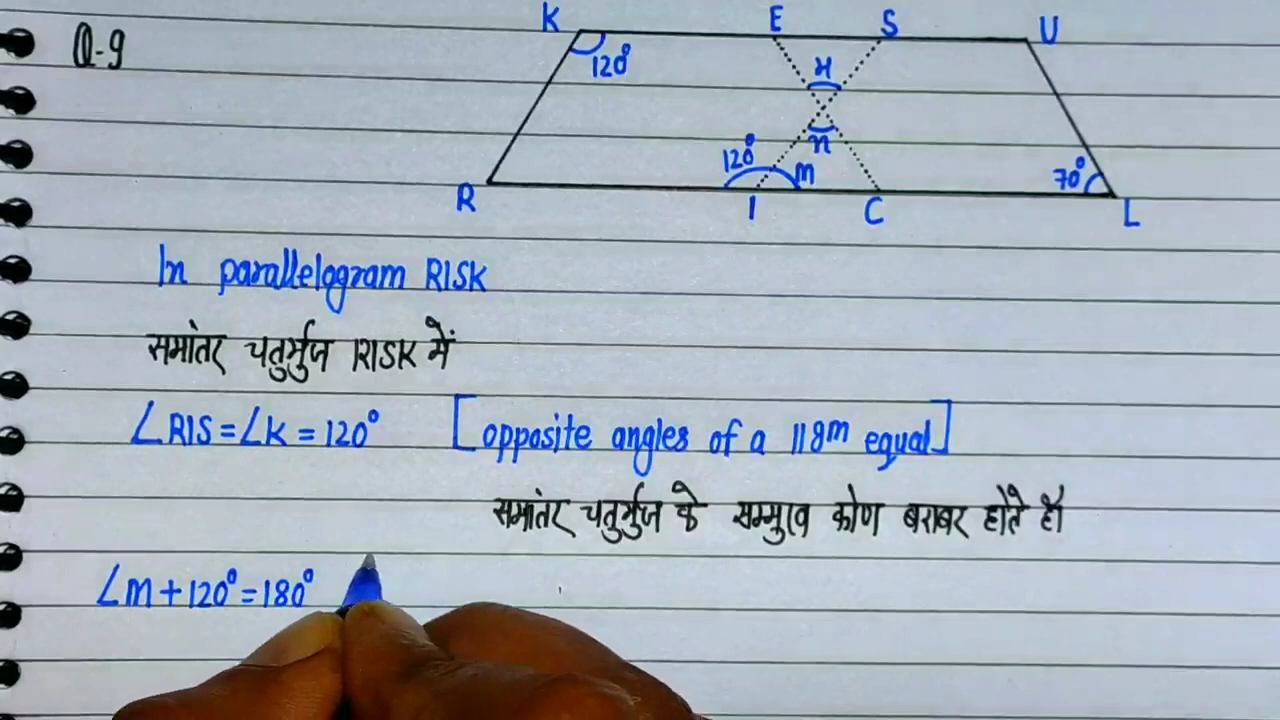 Q-9
K E S U
120°
x
n
120° m 70°
R I C L
In parallelogram RISK
समांतर चतुर्भुज RISK में
∠RIS = ∠K = 120° [opposite angles of a ||gm equal]
समांतर चतुर्भुज के सम्मुख कोण बराबर होते हैं।
∠m + 120° = 180°